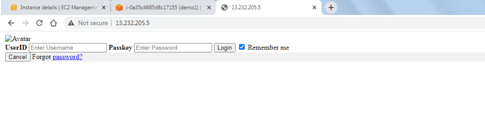 Instance details | EC2 Managem
i-0a35c4685d8c17155 (demo1) |
13.232.205.5
Not secure | 13.232.205.5
Avatar
UserID Enter Username Passkey Enter Password Login Remember me
Cancel Forgot password?